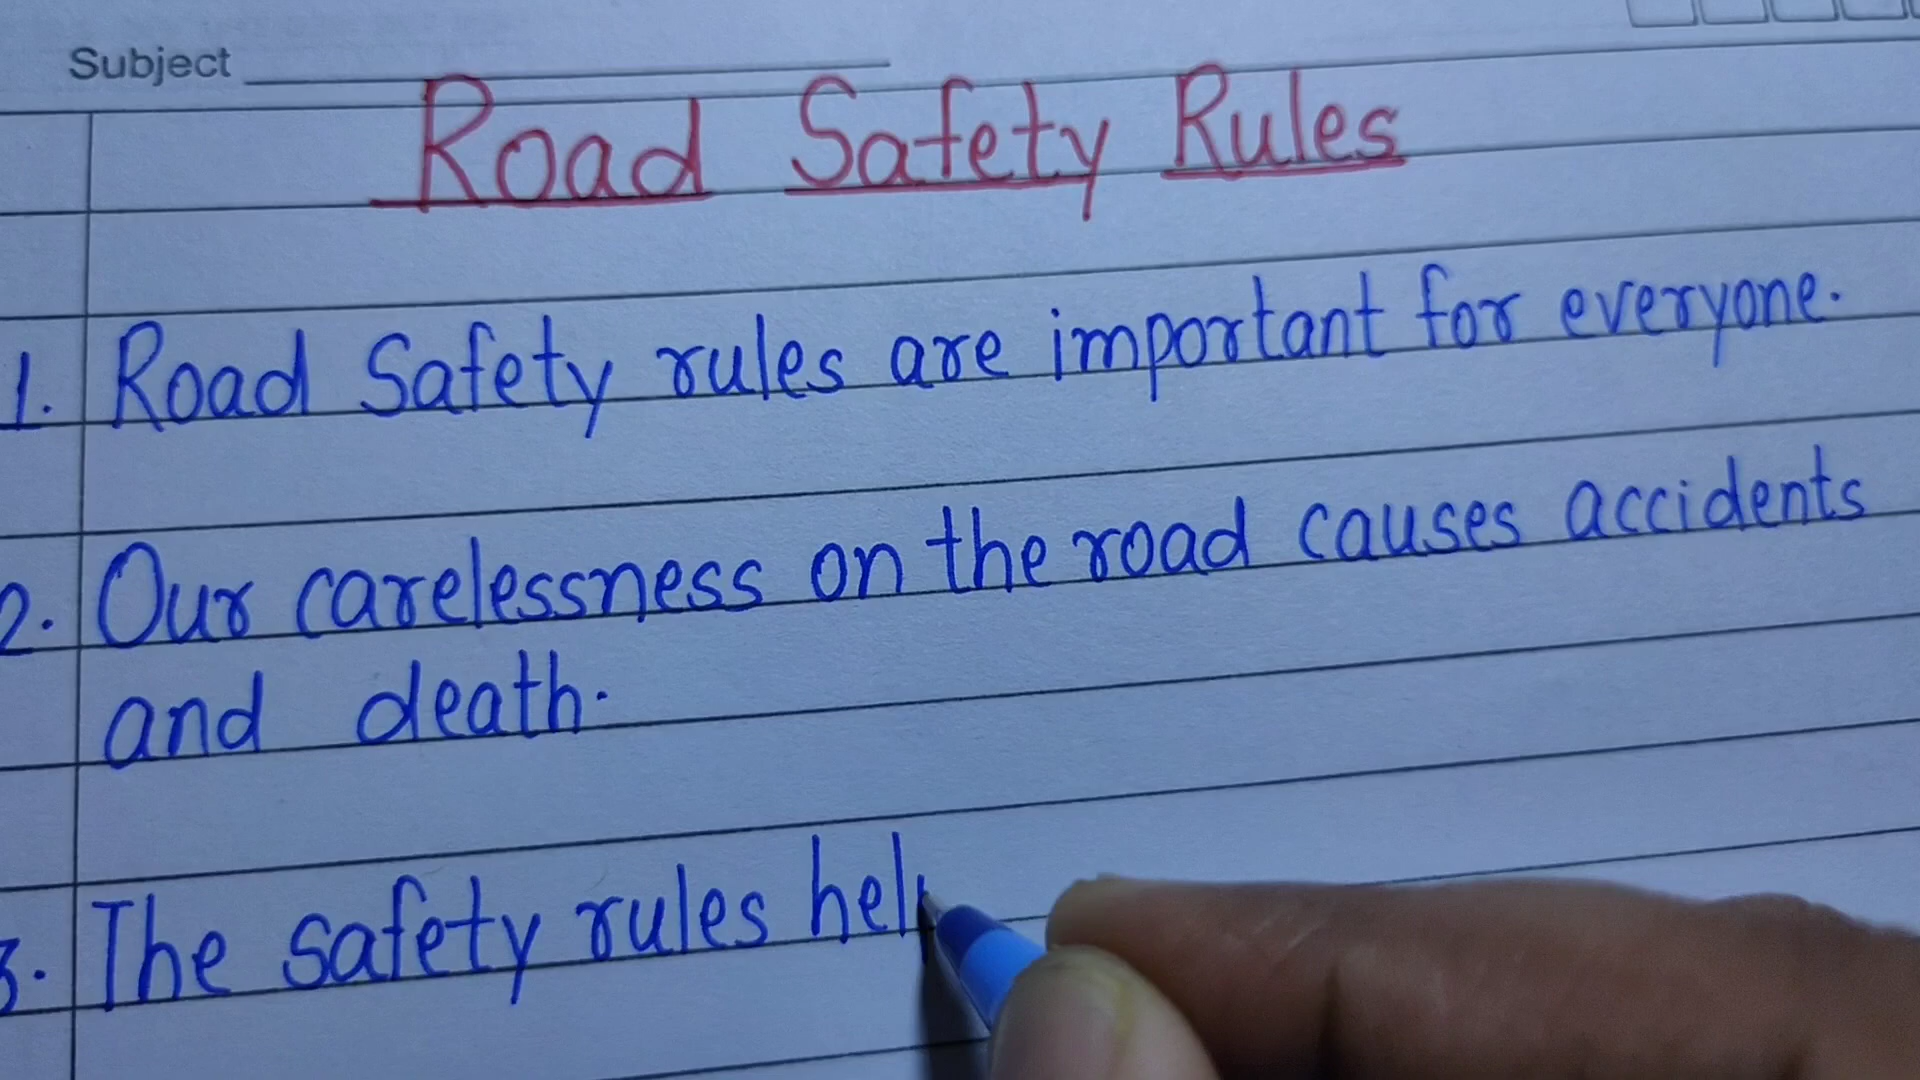 Subject
Road Safety Rules
1. Road Safety rules are important for everyone.
2. Our carelessness on the road causes accidents
and death.
3. The safety rules hel